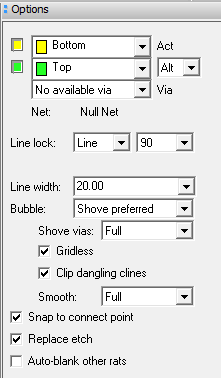 Options
Bottom Act
Top Alt
No available via Via
Net: Null Net
Line lock: Line 90
Line width: 20.00
Bubble: Shove preferred
Shove vias: Full
Gridless
Clip dangling clines
Smooth: Full
Snap to connect point
Replace etch
Auto-blank other rats